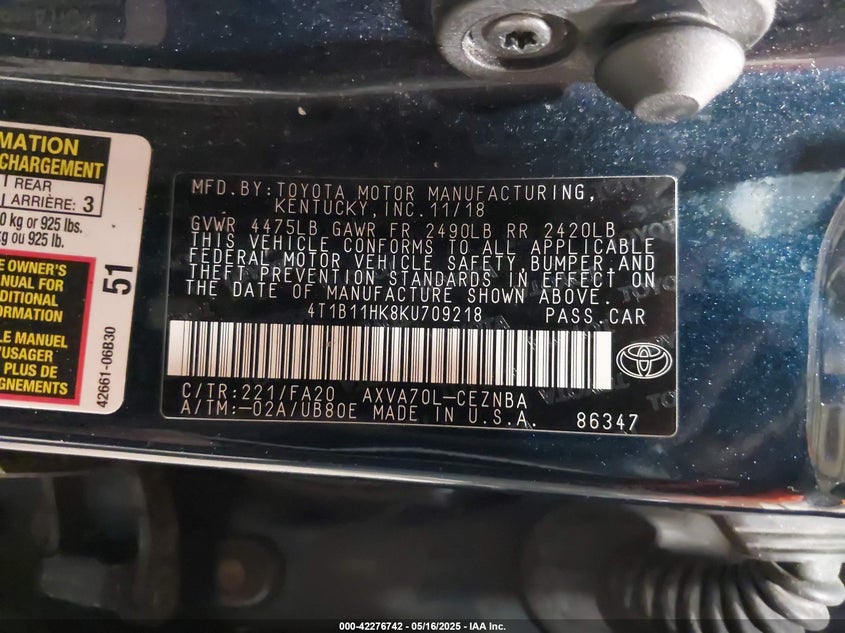 MATION
CHARGEMENT
REAR
ARRIÈRE: 3
0 kg or 925 lbs.
kg ou 925 lb.
E OWNER'S
ANUAL FOR
DITIONAL
ORMATION
LE MANUEL
'USAGER
PLUS DE
IGNEMENTS
51
42661-06B30
MFD.BY:TOYOTA MOTOR MANUFACTURING,
KENTUCKY, INC. 11/18
GVWR 4475LB GAWR FR 2490LB RR 2420LB
THIS VEHICLE CONFORMS TO ALL APPLICABLE
FEDERAL MOTOR VEHICLE SAFETY, BUMPER, AND
THEFT PREVENTION STANDARDS IN EFFECT ON
THE DATE OF MANUFACTURE SHOWN ABOVE.
4T1B11HK8KU709218 PASS.CAR
C/TR:221/FA20 AXVA70L-CEZNBA
A/TM:-02A/UB80E MADE IN U.S.A. 86347
000-42276742 - 05/16/2025 - IAA Inc.